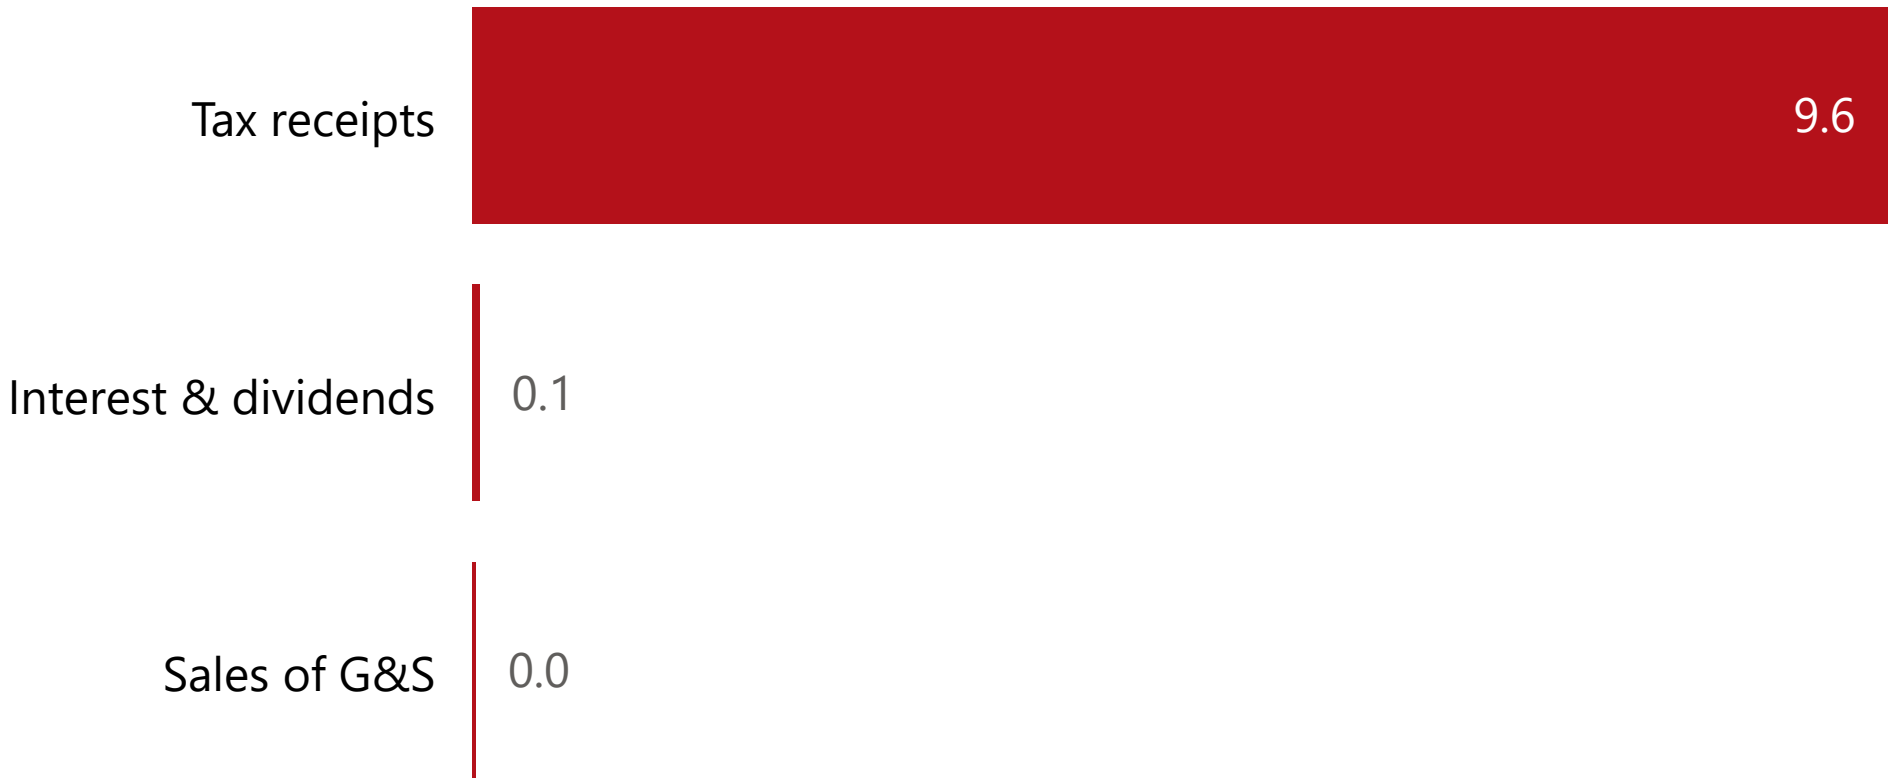 Tax receipts 9.6
Interest & dividends 0.1
Sales of G&S 0.0